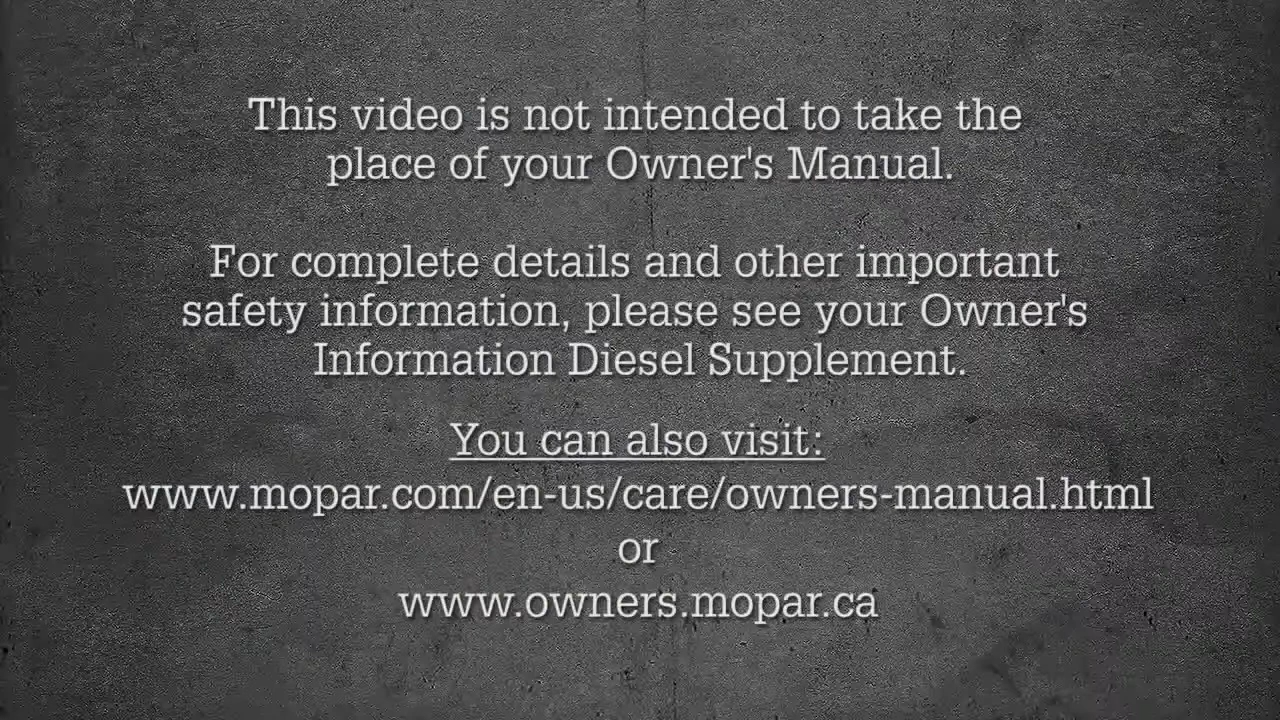 This video is not intended to take the
place of your Owner's Manual.
For complete details and other important
safety information, please see your Owner's
Information Diesel Supplement.
You can also visit:
www.mopar.com/en-us/care/owners-manual.html
or
www.owners.mopar.ca